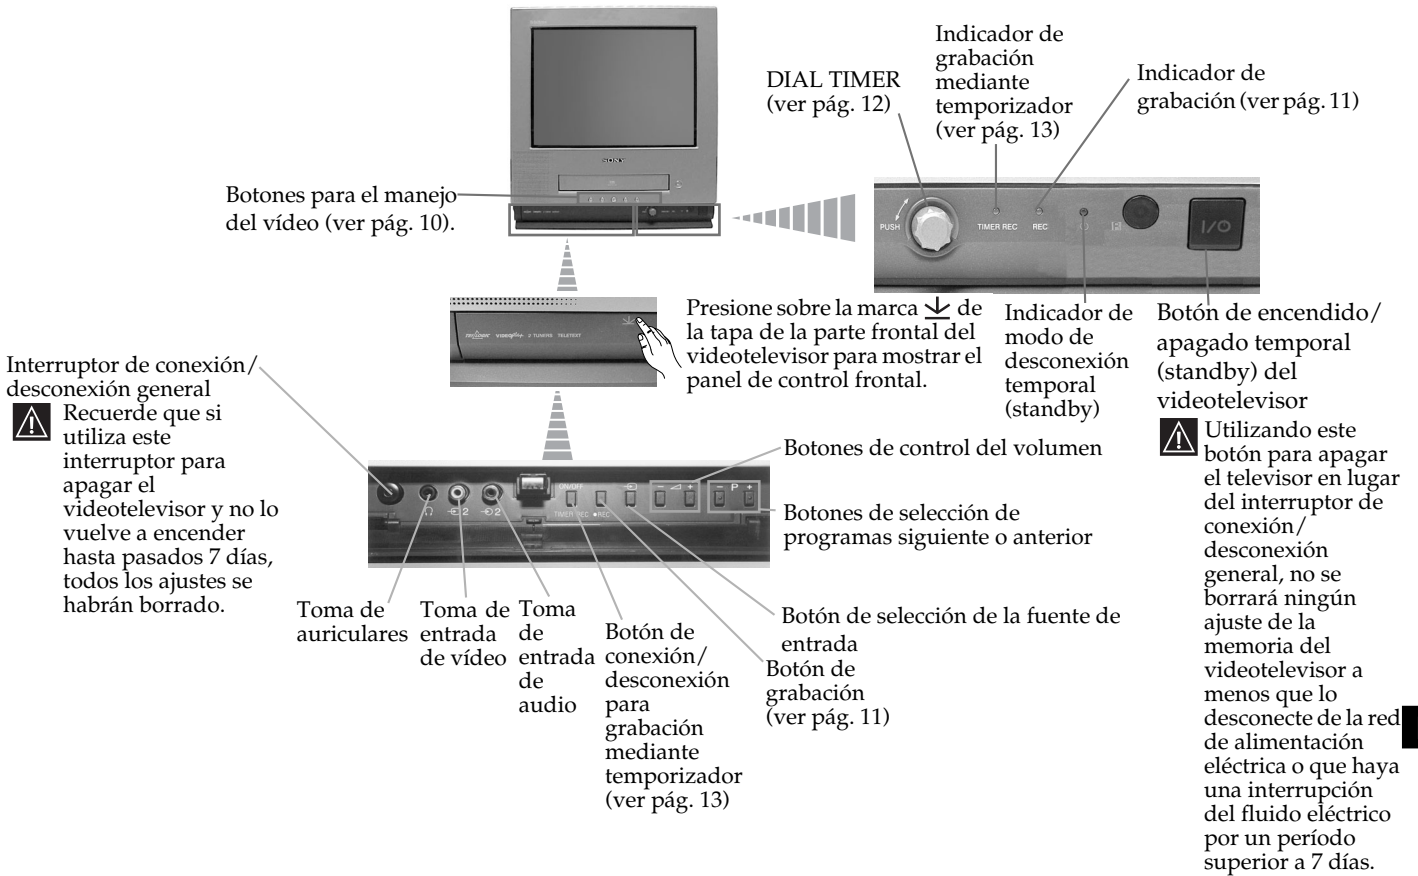 Indicador de
grabación
mediante
temporizador
(ver pág. 13)
DIAL TIMER
(ver pág. 12)
Indicador de
grabación (ver pág. 11)
SONY
Botones para el manejo
del vídeo (ver pág. 10).
PUSH
TIMER REC
REC
I/⏻
VIDEO Plus+ 2 TUNERS TELETEXT
Presione sobre la marca de
la tapa de la parte frontal del
videotelevisor para mostrar el
panel de control frontal.
Indicador de
modo de
desconexión
temporal
(standby)
Botón de encendido/
apagado temporal
(standby) del
videotelevisor
Utilizando este
botón para apagar
el televisor en lugar
del interruptor de
conexión/
desconexión
general, no se
borrará ningún
ajuste de la
memoria del
videotelevisor a
menos que lo
desconecte de la red
de alimentación
eléctrica o que haya
una interrupción
del fluido eléctrico
por un período
superior a 7 días.
Interruptor de conexión/
desconexión general
Recuerde que si
utiliza este
interruptor para
apagar el
videotelevisor y no lo
vuelve a encender
hasta pasados 7 días,
todos los ajustes se
habrán borrado.
Botones de control del volumen
ON/OFF
TIMER REC
●REC
2
2
− +
− P +
Botones de selección de
programas siguiente o anterior
Toma de
auriculares
Toma de
entrada
de vídeo
Toma
de
entrada
de
audio
Botón de
conexión/
desconexión
para
grabación
mediante
temporizador
(ver pág. 13)
Botón de selección de la fuente de
entrada
Botón de
grabación
(ver pág. 11)